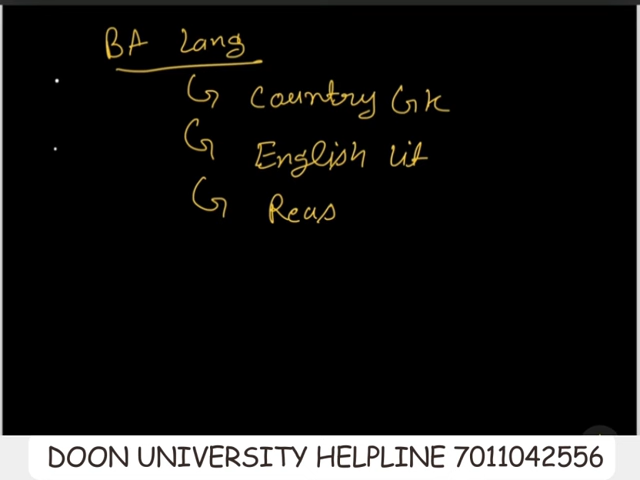 BA Lang
Country GK
English Lit
Reas
DOON UNIVERSITY HELPLINE 7011042556